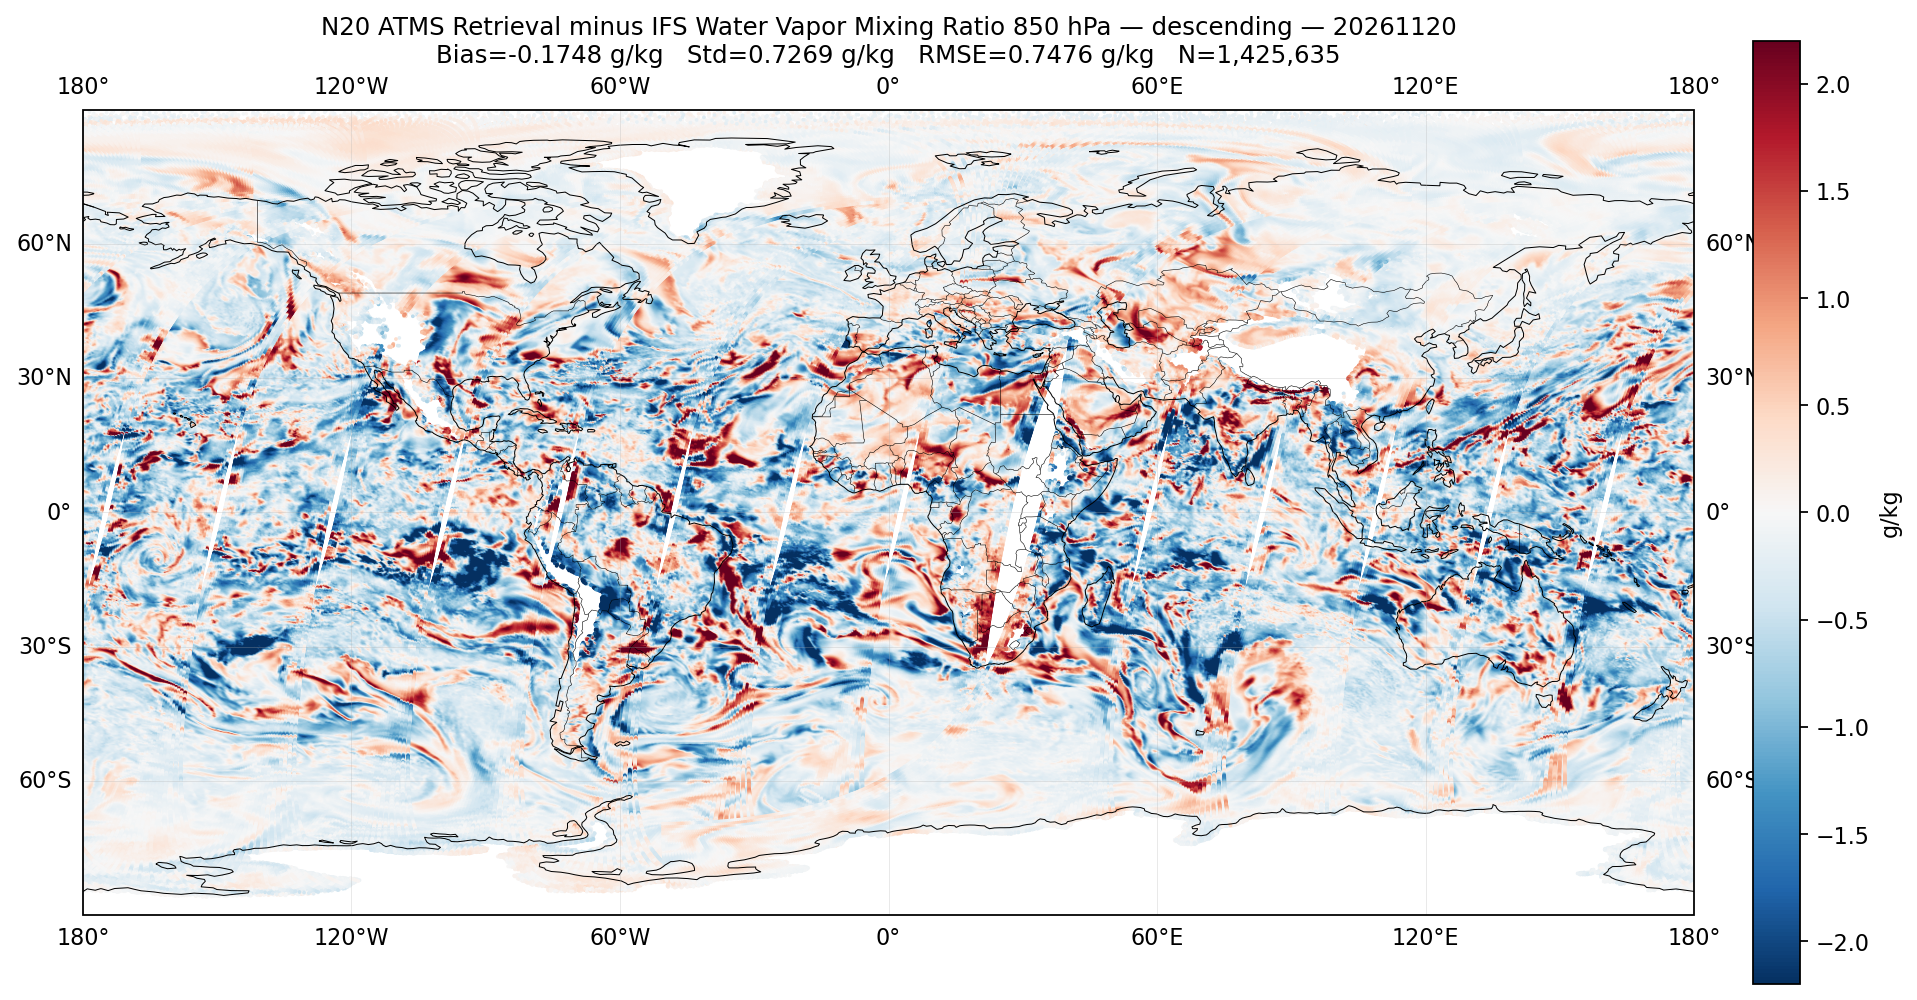 N20 ATMS Retrieval minus IFS Water Vapor Mixing Ratio 850 hPa — descending — 20261120
Bias=-0.1748 g/kg Std=0.7269 g/kg RMSE=0.7476 g/kg N=1,425,635
180° 120°W 60°W 0° 60°E 120°E 180°
60°N 60°N
30°N 30°N
0° 0°
30°S 30°S
60°S 60°S
180° 120°W 60°W 0° 60°E 120°E 180°
2.0
1.5
1.0
0.5
0.0
−0.5
−1.0
−1.5
−2.0
g/kg